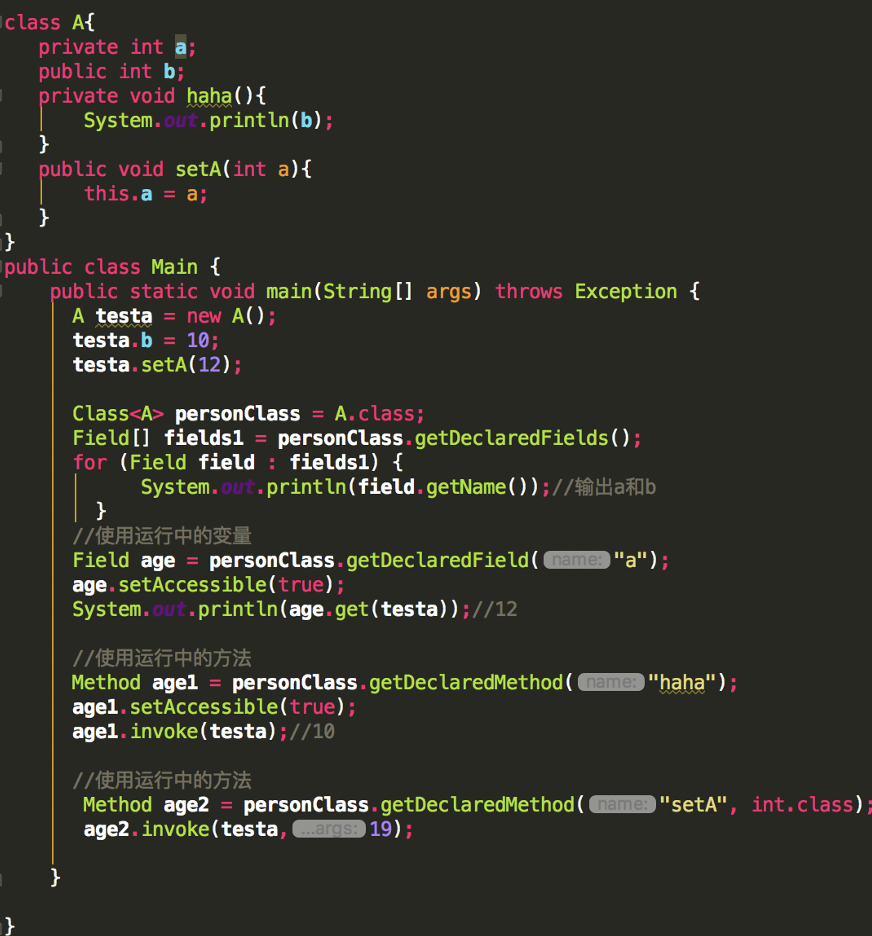 class A{
private int a;
public int b;
private void haha(){
System.out.println(b);
}
public void setA(int a){
this.a = a;
}
}
public class Main {
public static void main(String[] args) throws Exception {
A testa = new A();
testa.b = 10;
testa.setA(12);
Class<A> personClass = A.class;
Field[] fields1 = personClass.getDeclaredFields();
for (Field field : fields1) {
System.out.println(field.getName());//输出a和b
}
//使用运行中的变量
Field age = personClass.getDeclaredField( name: "a");
age.setAccessible(true);
System.out.println(age.get(testa));//12
//使用运行中的方法
Method age1 = personClass.getDeclaredMethod( name: "haha");
age1.setAccessible(true);
age1.invoke(testa);//10
//使用运行中的方法
Method age2 = personClass.getDeclaredMethod( name: "setA", int.class);
age2.invoke(testa, ...args: 19);
}
}